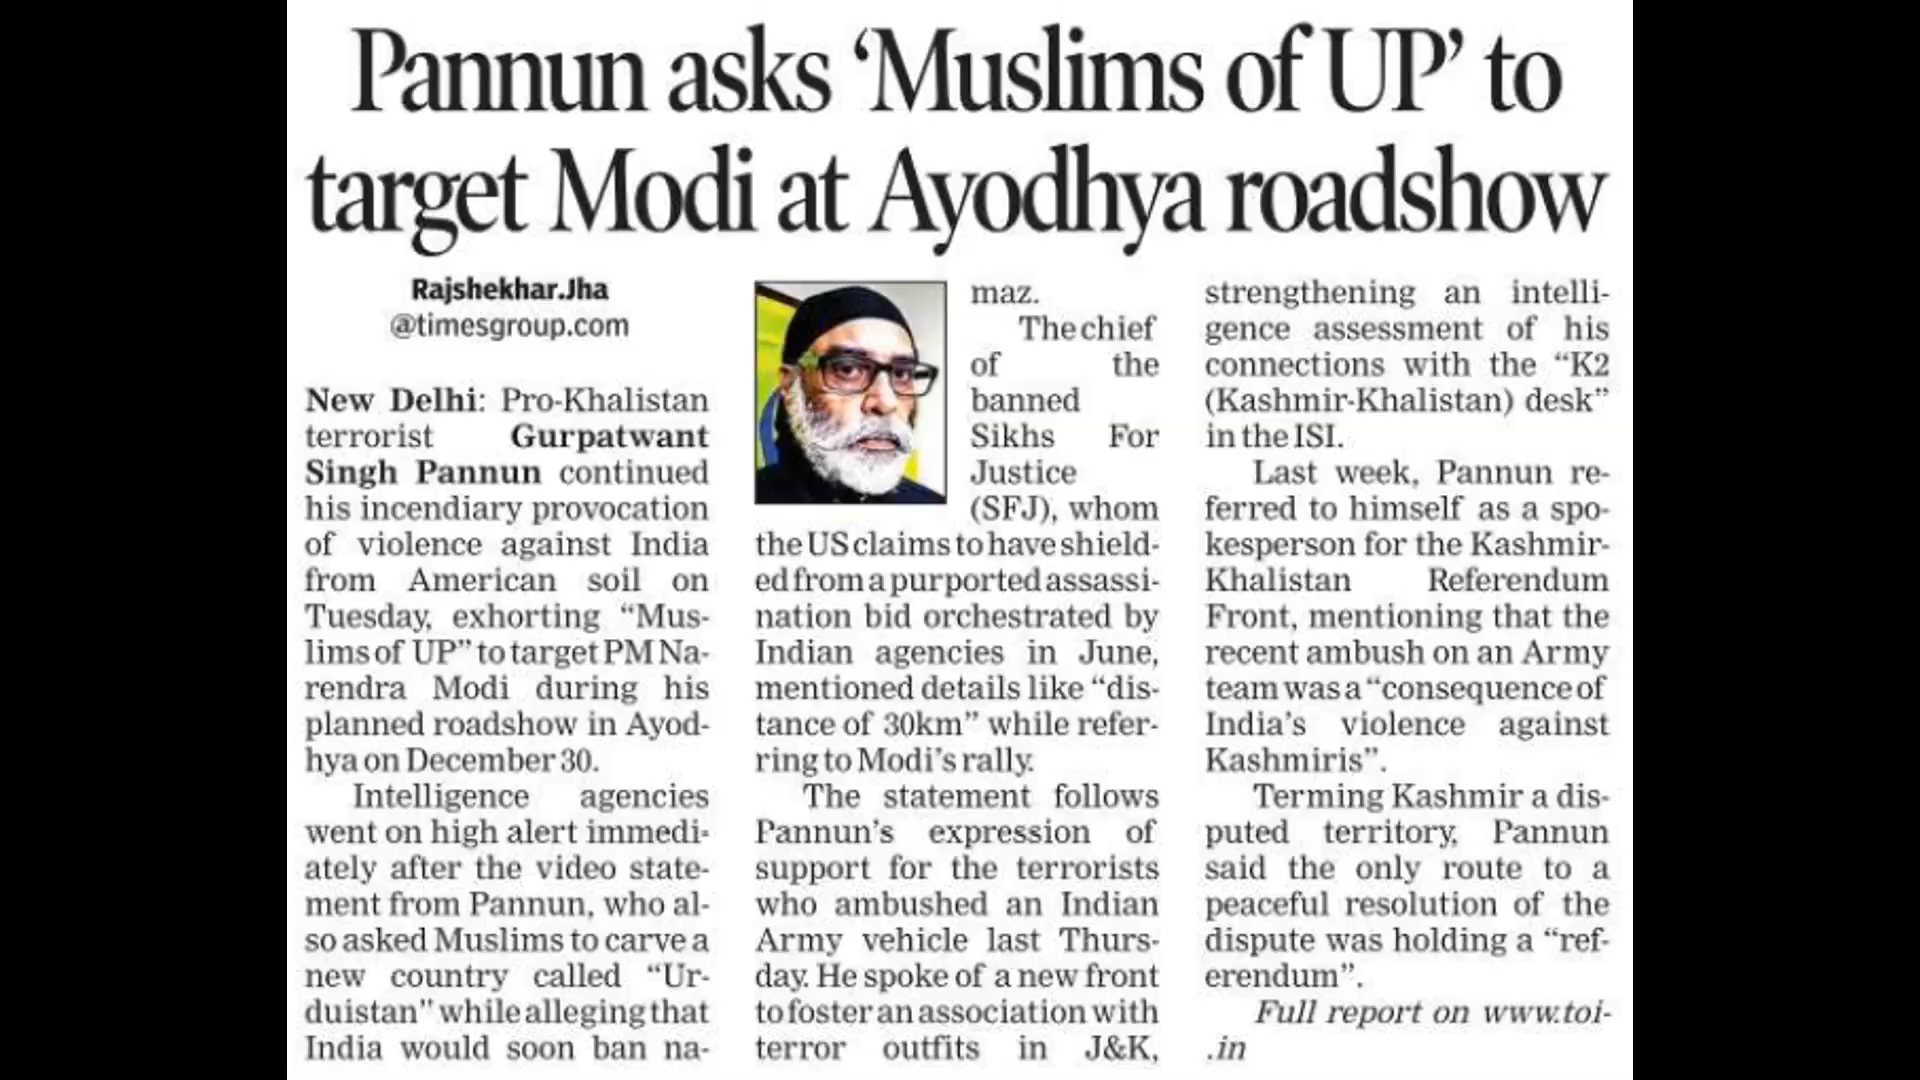 Pannun asks ‘Muslims of UP’ to
target Modi at Ayodhya roadshow
Rajshekhar.Jha
@timesgroup.com
New Delhi: Pro-Khalistan
terrorist Gurpatwant
Singh Pannun continued
his incendiary provocation
of violence against India
from American soil on
Tuesday, exhorting “Mus-
lims of UP” to target PM Na-
rendra Modi during his
planned roadshow in Ayod-
hya on December 30.
Intelligence agencies
went on high alert immedi-
ately after the video state-
ment from Pannun, who al-
so asked Muslims to carve a
new country called “Ur-
duistan” while alleging that
India would soon ban na-
maz.
The chief
of the
banned
Sikhs For
Justice
(SFJ), whom
the US claims to have shield-
ed from a purported assassi-
nation bid orchestrated by
Indian agencies in June,
mentioned details like “dis-
tance of 30km” while refer-
ring to Modi’s rally.
The statement follows
Pannun’s expression of
support for the terrorists
who ambushed an Indian
Army vehicle last Thurs-
day. He spoke of a new front
to foster an association with
terror outfits in J&K,
strengthening an intelli-
gence assessment of his
connections with the “K2
(Kashmir-Khalistan) desk”
in the ISI.
Last week, Pannun re-
ferred to himself as a spo-
kesperson for the Kashmir-
Khalistan Referendum
Front, mentioning that the
recent ambush on an Army
team was a “consequence of
India’s violence against
Kashmiris”.
Terming Kashmir a dis-
puted territory, Pannun
said the only route to a
peaceful resolution of the
dispute was holding a “ref-
erendum”.
Full report on www.toi-
.in